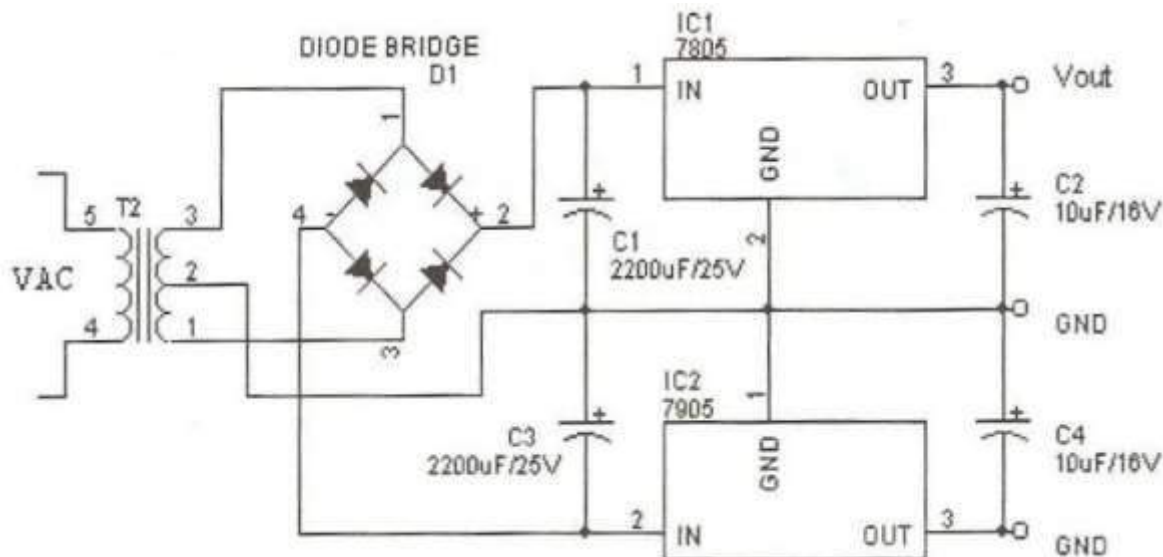 DIODE BRIDGE
D1
IC1
7805
1
IN
OUT
3
Vout
GND
2
1
4
-
+
2
3
T2
5
3
2
4
1
VAC
+
C1
2200uF/25V
+
C2
10uF/16V
GND
IC2
7905
1
GND
+
C3
2200uF/25V
+
C4
10uF/16V
2
IN
OUT
3
GND